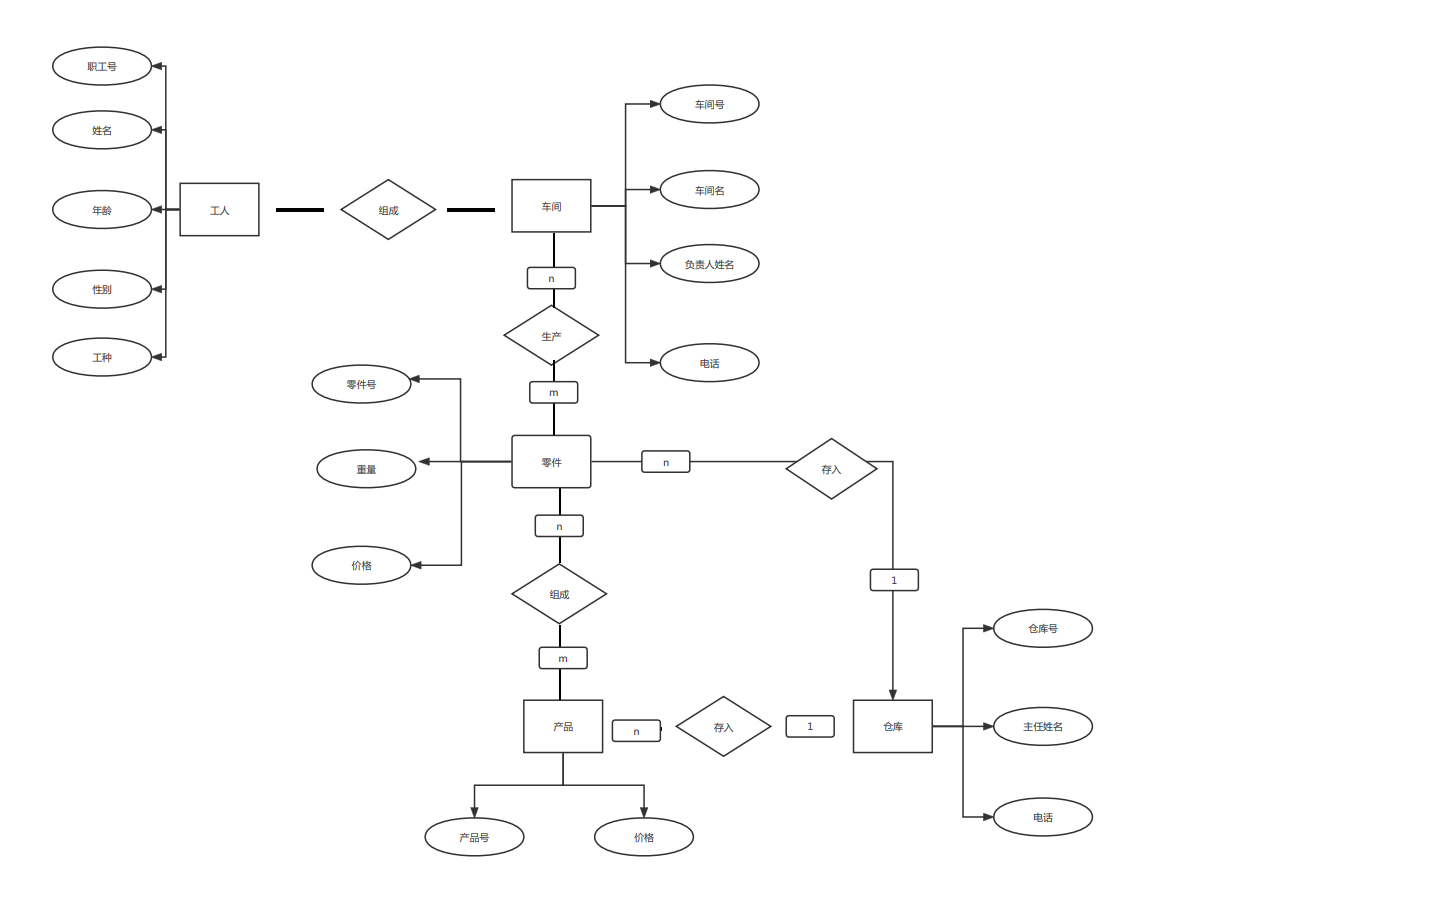 职工号
姓名
年龄
性别
工种
工人
组成
车间
车间号
车间名
负责人姓名
电话
n
生产
m
零件号
重量
价格
零件
n
存入
1
n
组成
m
产品
n
存入
1
仓库
仓库号
主任姓名
电话
产品号
价格